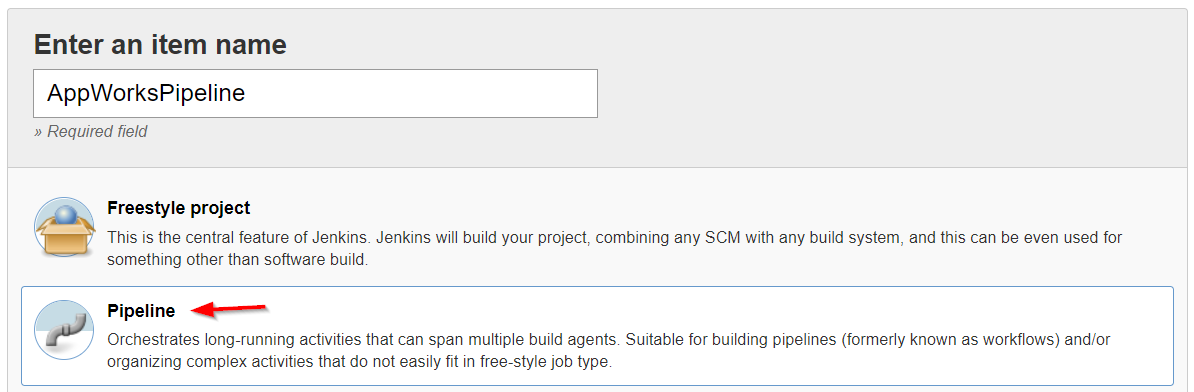 Enter an item name
AppWorksPipeline
» Required field
Freestyle project
This is the central feature of Jenkins. Jenkins will build your project, combining any SCM with any build system, and this can be even used for
something other than software build.
Pipeline
Orchestrates long-running activities that can span multiple build agents. Suitable for building pipelines (formerly known as workflows) and/or
organizing complex activities that do not easily fit in free-style job type.